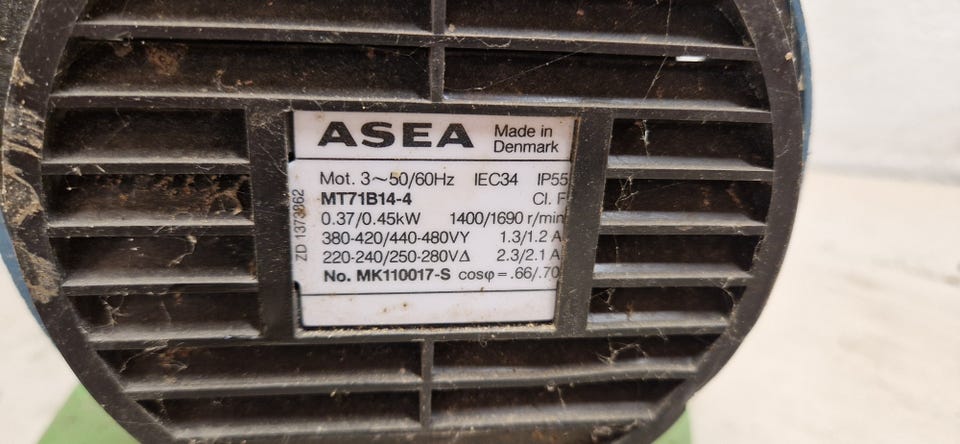 ASEA Made in Denmark
Mot. 3~50/60Hz IEC34 IP55
MT71B14-4 Cl. F
0.37/0.45kW 1400/1690 r/min
380-420/440-480VY 1.3/1.2 A
220-240/250-280VΔ 2.3/2.1 A
No. MK110017-S cosφ=.66/.70